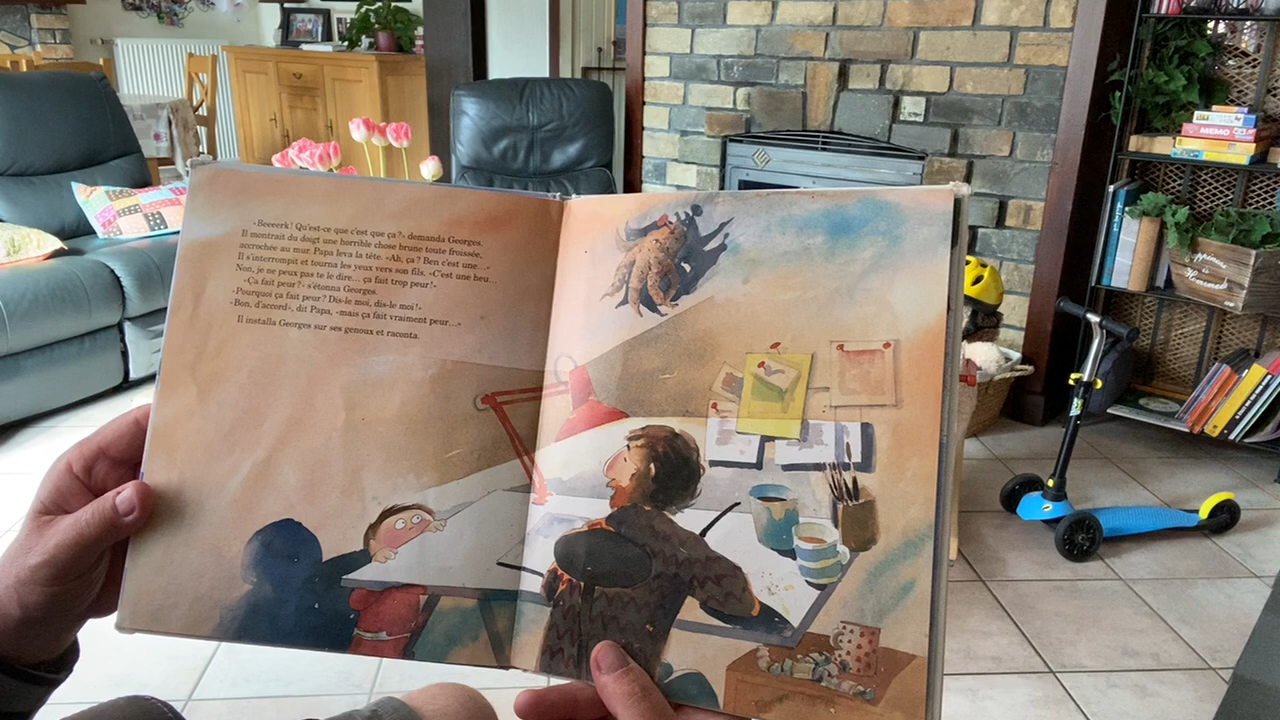 «Beeeerk! Qu'est-ce que c'est que ça?» demanda Georges.
Il montrait du doigt une horrible chose brune toute froissée,
accrochée au mur. Papa leva la tête. «Ah, ça? Ben c'est une...»
Il s'interrompit et tourna les yeux vers son fils. «C'est une heu...
Non, je ne peux pas te le dire... ça fait trop peur!»
«Ça fait peur?» s'étonna Georges.
«Pourquoi ça fait peur? Dis-le moi, dis-le moi!»
«Bon, d'accord», dit Papa, «mais ça fait vraiment peur...»
Il installa Georges sur ses genoux et raconta.
MEMO